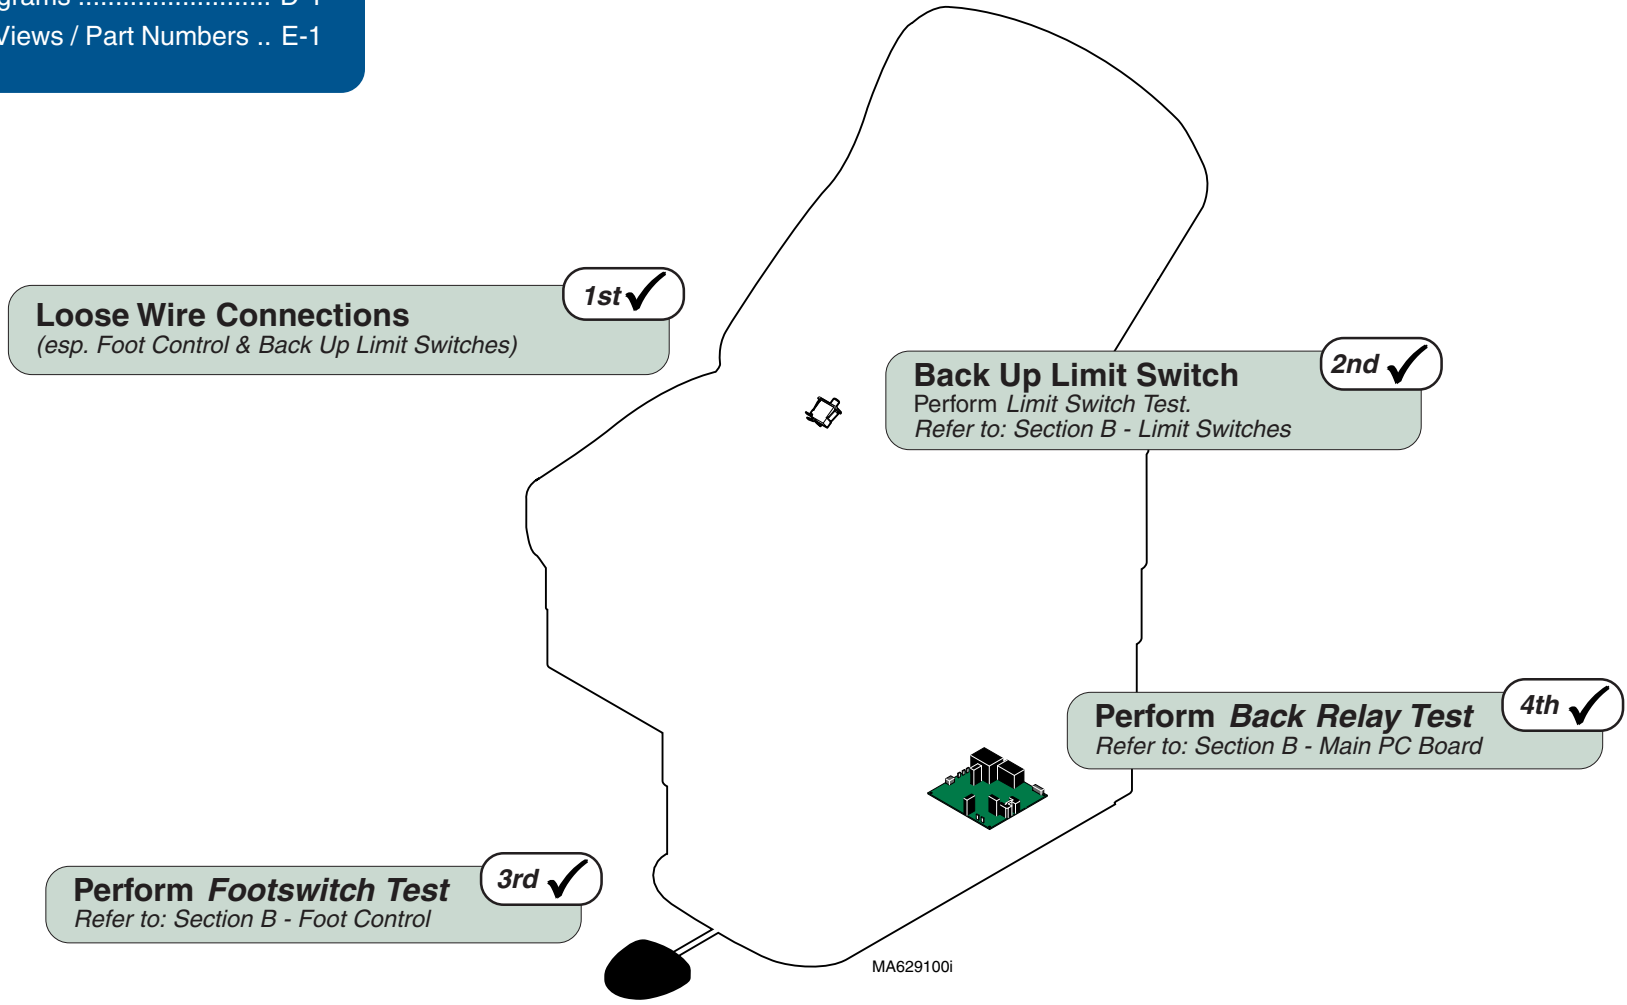 Views / Part Numbers .. E-1
1st
Loose Wire Connections
(esp. Foot Control & Back Up Limit Switches)
2nd
Back Up Limit Switch
Perform Limit Switch Test.
Refer to: Section B - Limit Switches
4th
Perform Back Relay Test
Refer to: Section B - Main PC Board
3rd
Perform Footswitch Test
Refer to: Section B - Foot Control
MA629100i